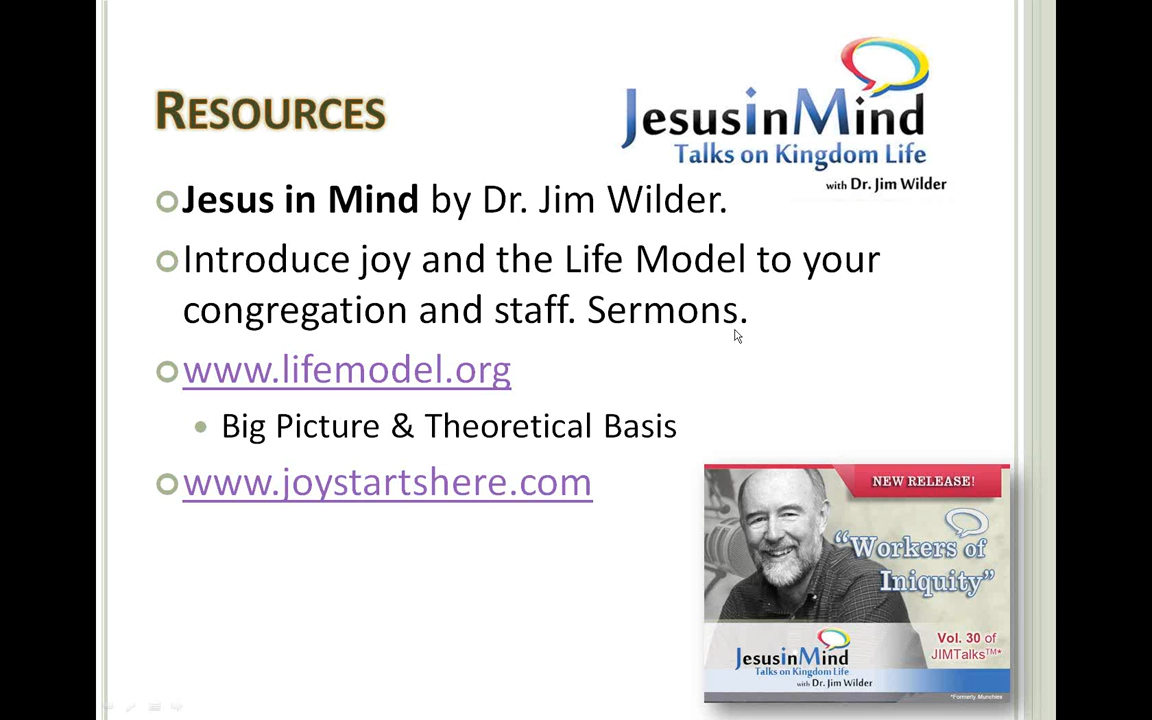 RESOURCES
JesusinMind
Talks on Kingdom Life
with Dr. Jim Wilder
Jesus in Mind by Dr. Jim Wilder.
Introduce joy and the Life Model to your
congregation and staff. Sermons.
www.lifemodel.org
Big Picture & Theoretical Basis
www.joystartshere.com
NEW RELEASE!
“Workers of
Iniquity”
Vol. 30 of
JIMTalks™*
JesusinMind
Talks on Kingdom Life
with Dr. Jim Wilder
*Formerly Munchies